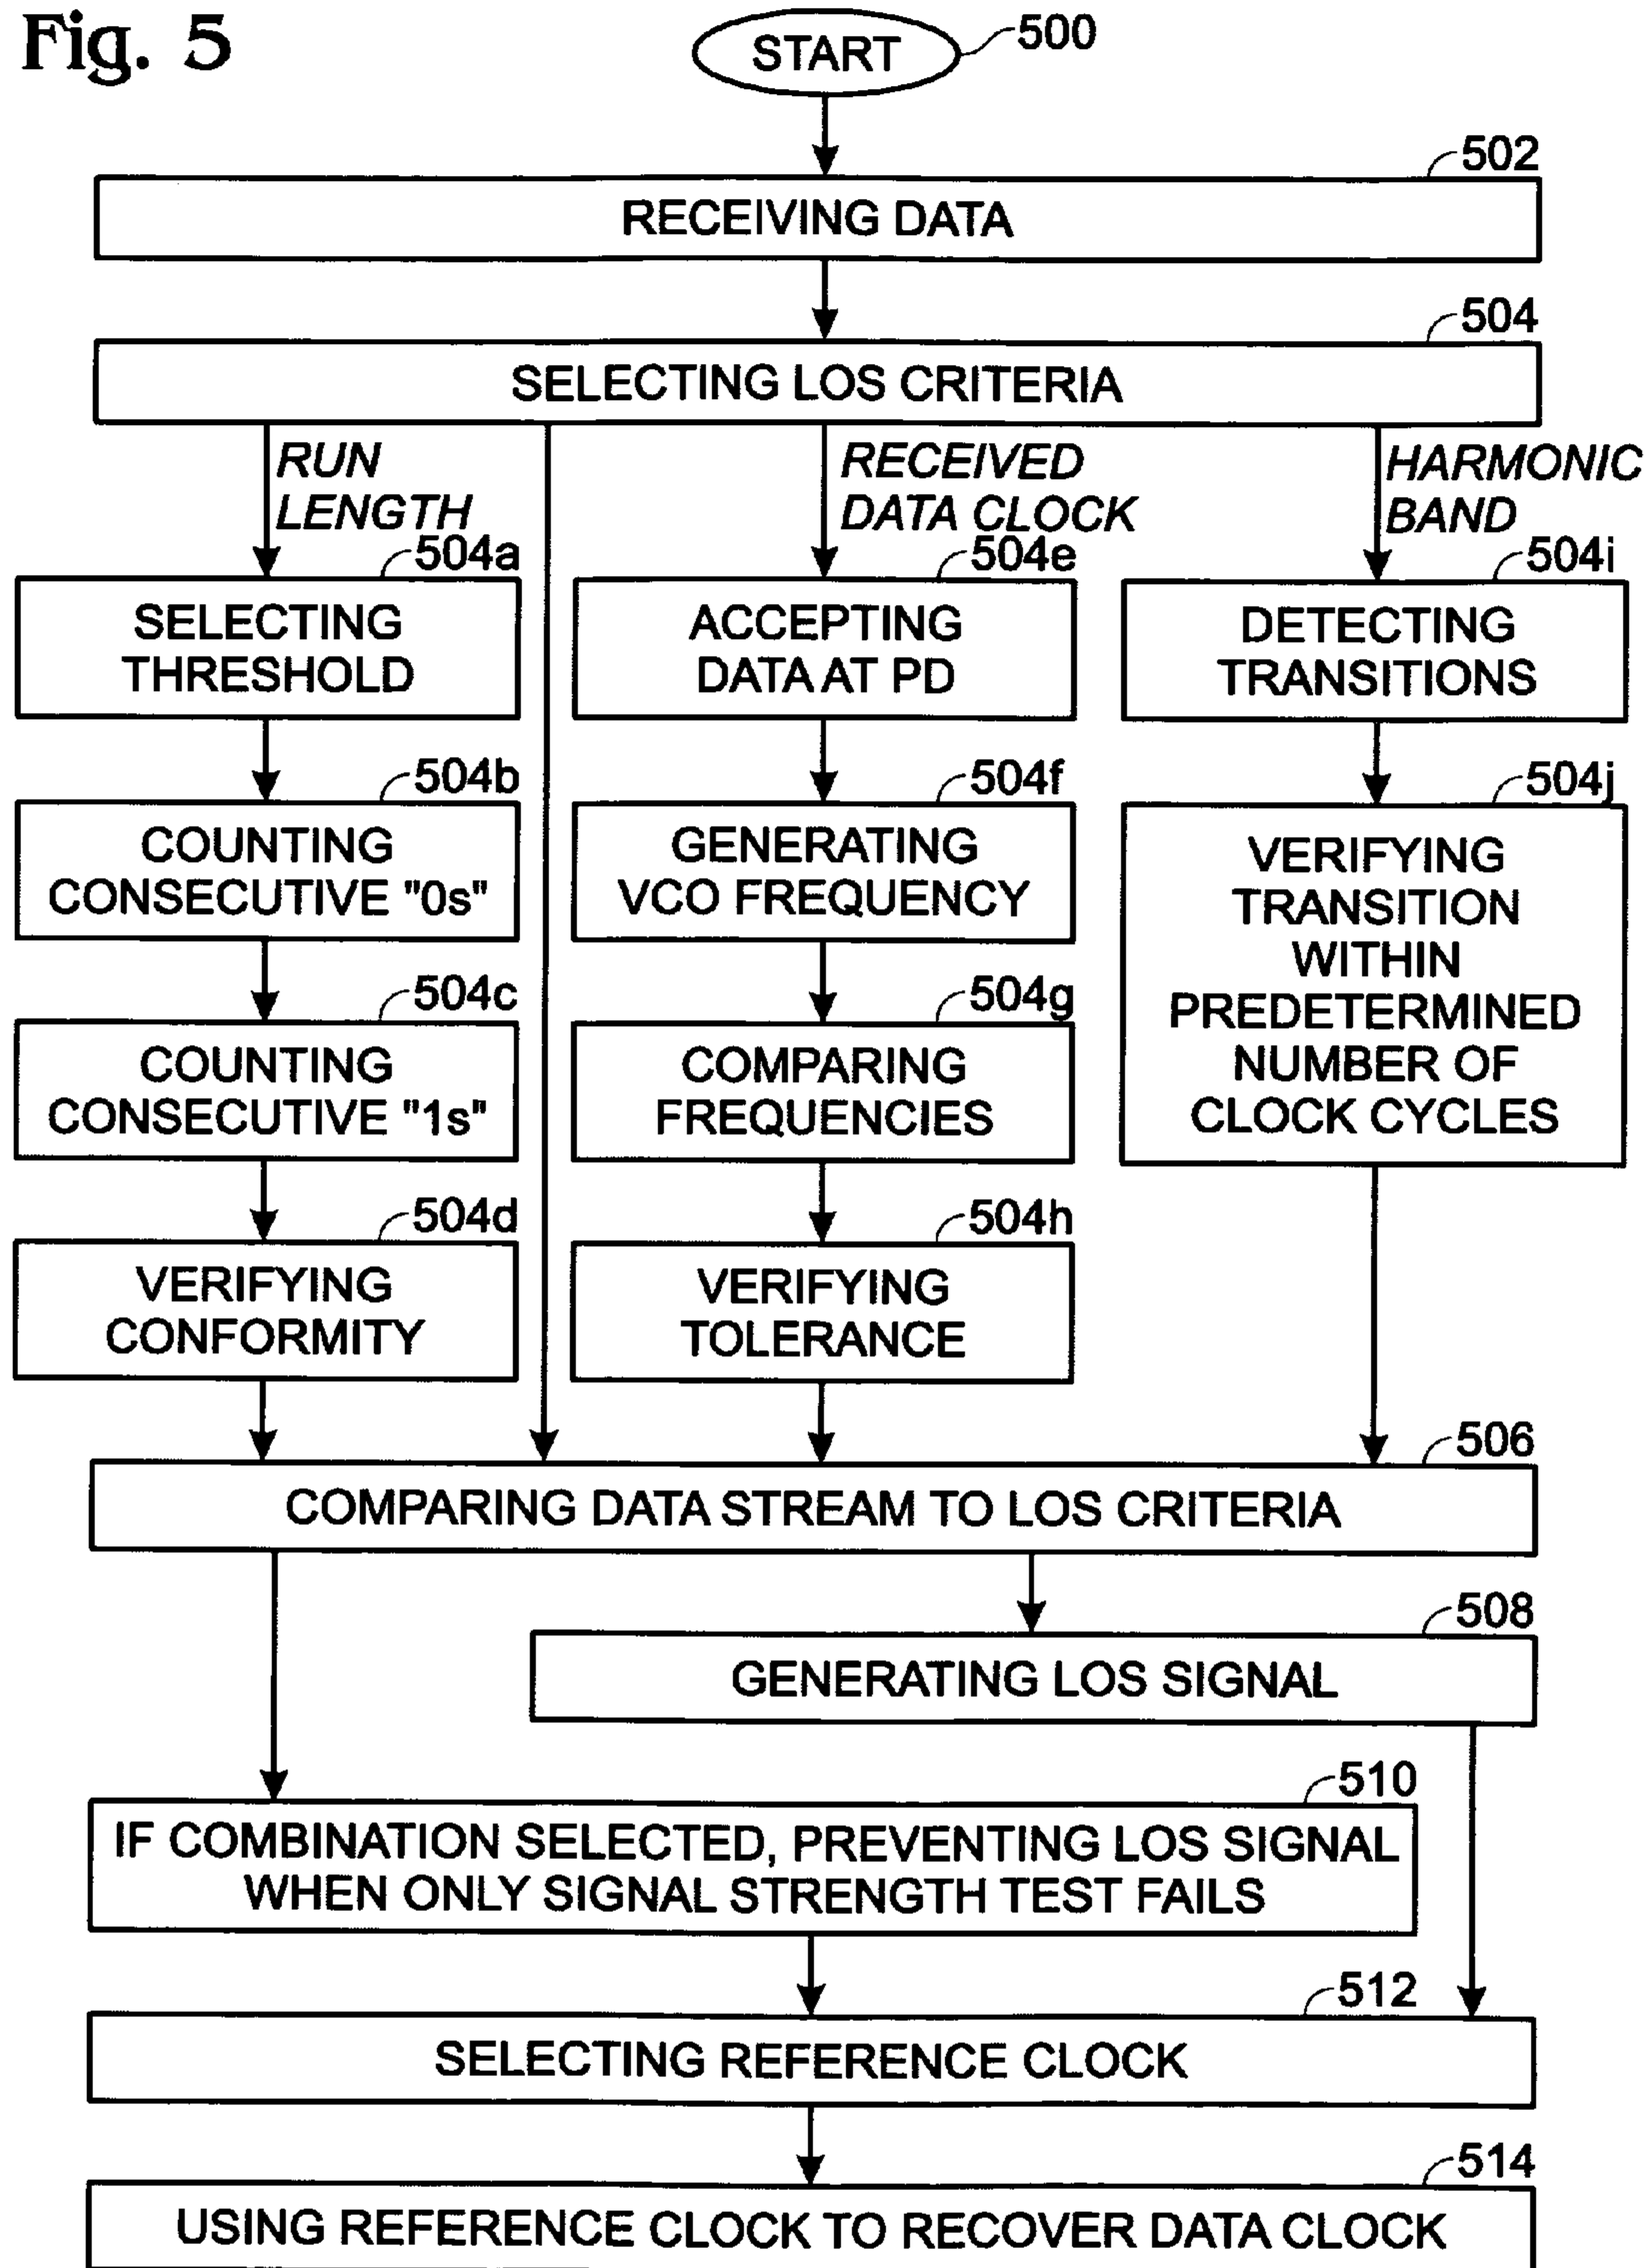 Fig. 5
START
500
502
RECEIVING DATA
504
SELECTING LOS CRITERIA
RUN
LENGTH
RECEIVED
DATA CLOCK
HARMONIC
BAND
504a
SELECTING
THRESHOLD
504b
COUNTING
CONSECUTIVE "0s"
504c
COUNTING
CONSECUTIVE "1s"
504d
VERIFYING
CONFORMITY
504e
ACCEPTING
DATA AT PD
504f
GENERATING
VCO FREQUENCY
504g
COMPARING
FREQUENCIES
504h
VERIFYING
TOLERANCE
504i
DETECTING
TRANSITIONS
504j
VERIFYING
TRANSITION
WITHIN
PREDETERMINED
NUMBER OF
CLOCK CYCLES
506
COMPARING DATA STREAM TO LOS CRITERIA
508
GENERATING LOS SIGNAL
510
IF COMBINATION SELECTED, PREVENTING LOS SIGNAL
WHEN ONLY SIGNAL STRENGTH TEST FAILS
512
SELECTING REFERENCE CLOCK
514
USING REFERENCE CLOCK TO RECOVER DATA CLOCK